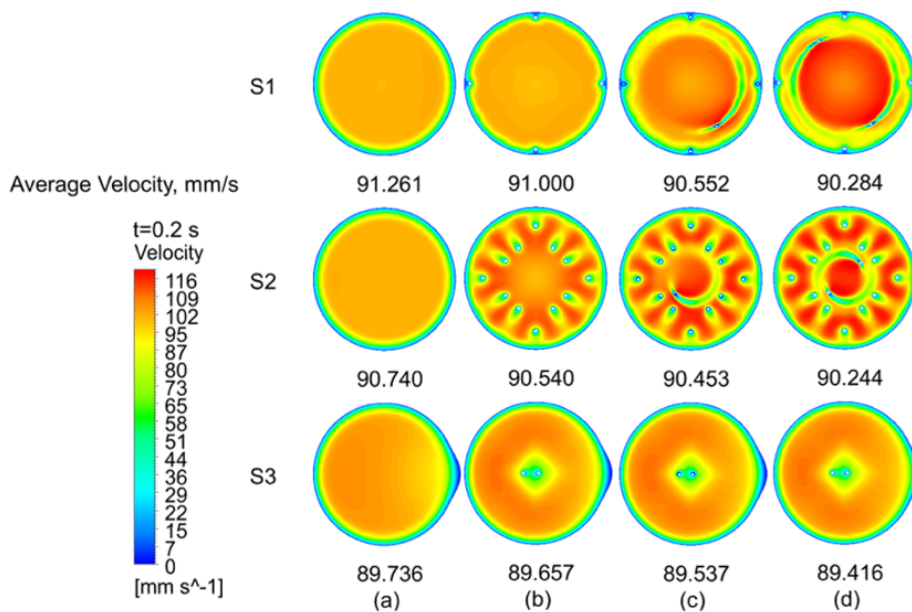 S1
Average Velocity, mm/s
91.261 91.000 90.552 90.284
t=0.2 s
Velocity
116
109
102
95
87
80
73
65
58
51
44
36
29
22
15
7
0
[mm s^-1]
S2
90.740 90.540 90.453 90.244
S3
89.736 89.657 89.537 89.416
(a) (b) (c) (d)